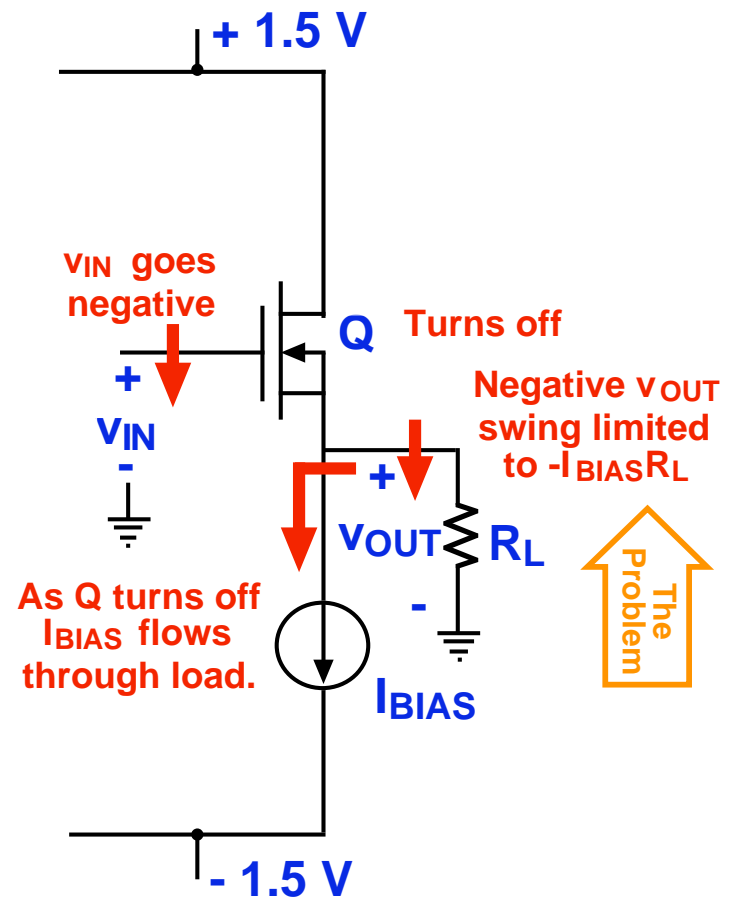 + 1.5 V
vIN goes
negative
Q
Turns off
+
vIN
-
Negative vOUT
swing limited
to -IBIASRL
+
vOUT
-
RL
The
Problem
As Q turns off
IBIAS flows
through load.
IBIAS
- 1.5 V